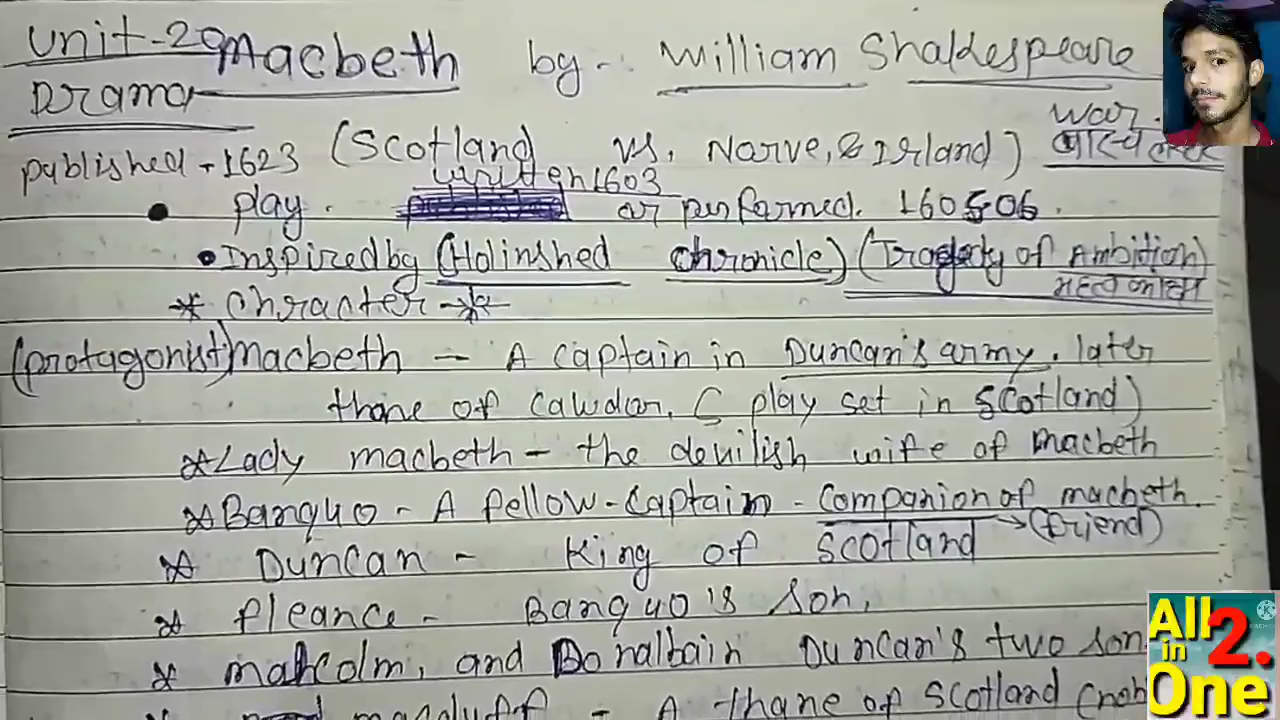 Unit-2 Macbeth by- William Shakespeare
Drama
published - 1623 (Scotland vs. Narve, & Irland) war.
written 1603
• play. or performed. 160506.
• Inspired by (Holinshed chronicle) (Tragedy of Ambition)
* Chracter - *
(protagonist) macbeth - A captain in Duncan's army. later
thane of cawdor. ( play set in Scotland)
* Lady macbeth - the devilish wife of macbeth
* Banquo - A fellow-captain - companion of macbeth.
→ (friend)
* Duncan - King of Scotland
* fleance - Banquo's son,
* malcolm, and Donalbain Duncan's two son
macduff - A thane of Scotland (nob
All in One 2.